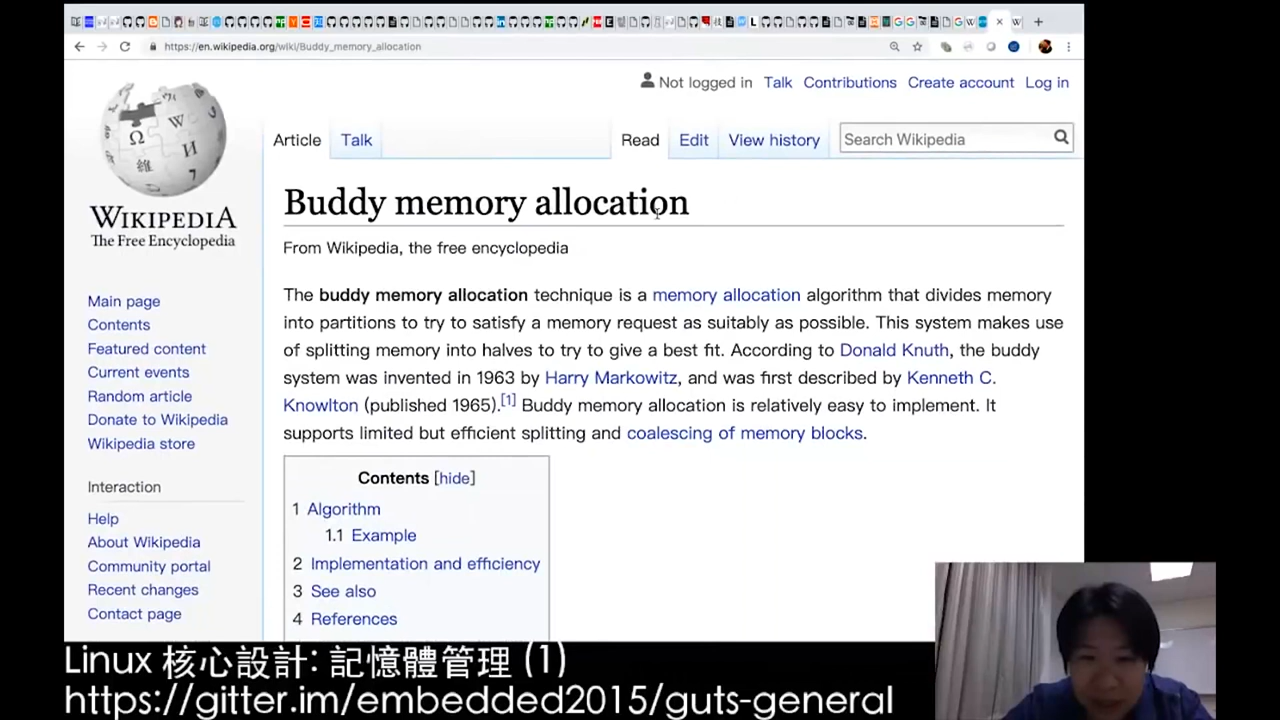 https://en.wikipedia.org/wiki/Buddy_memory_allocation
Not logged in Talk Contributions Create account Log in
Article Talk Read Edit View history Search Wikipedia
WIKIPEDIA
The Free Encyclopedia
Buddy memory allocation
From Wikipedia, the free encyclopedia
The buddy memory allocation technique is a memory allocation algorithm that divides memory
into partitions to try to satisfy a memory request as suitably as possible. This system makes use
of splitting memory into halves to try to give a best fit. According to Donald Knuth, the buddy
system was invented in 1963 by Harry Markowitz, and was first described by Kenneth C.
Knowlton (published 1965).[1] Buddy memory allocation is relatively easy to implement. It
supports limited but efficient splitting and coalescing of memory blocks.
Main page
Contents
Featured content
Current events
Random article
Donate to Wikipedia
Wikipedia store
Interaction
Help
About Wikipedia
Community portal
Recent changes
Contact page
Contents [hide]
1 Algorithm
1.1 Example
2 Implementation and efficiency
3 See also
4 References
Linux 核心設計: 記憶體管理 (1)
https://gitter.im/embedded2015/guts-general